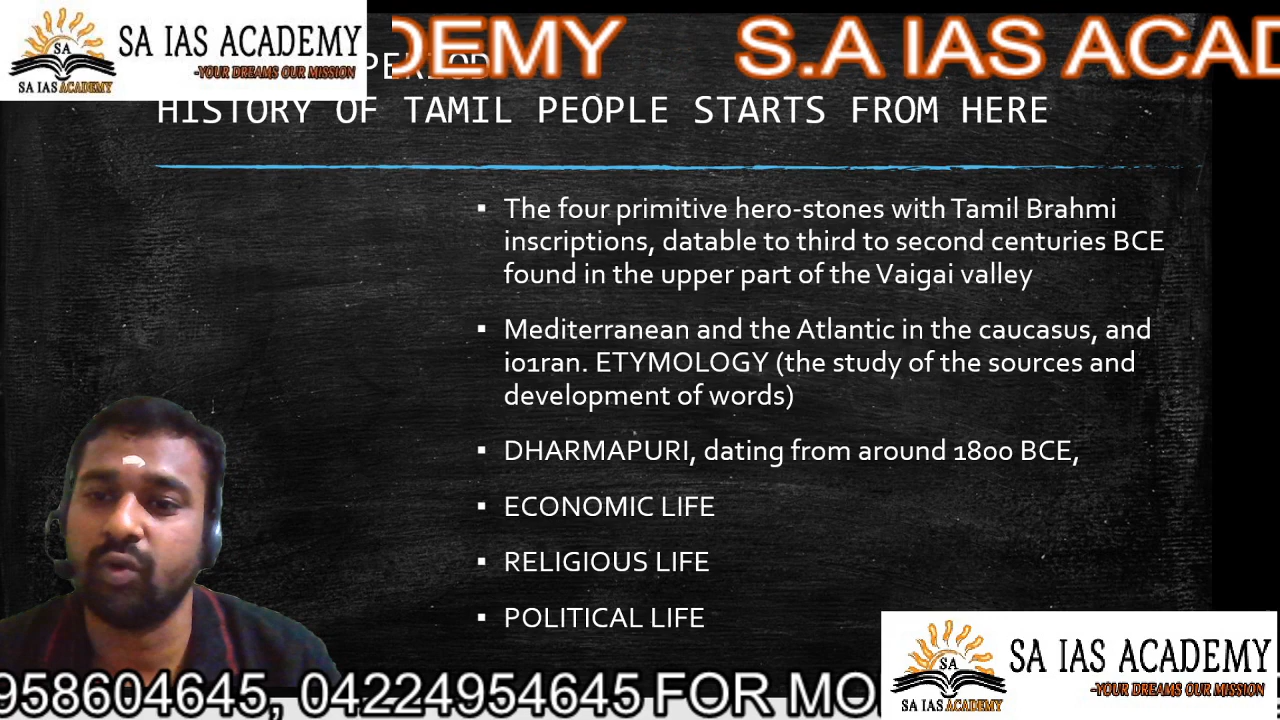 SA IAS ACADEMY
-YOUR DREAMS OUR MISSION
SA
SA IAS ACADEMY
DEMY S.A IAS ACAD
PERIOD
HISTORY OF TAMIL PEOPLE STARTS FROM HERE
▪ The four primitive hero-stones with Tamil Brahmi
inscriptions, datable to third to second centuries BCE
found in the upper part of the Vaigai valley
▪ Mediterranean and the Atlantic in the caucasus, and
io1ran. ETYMOLOGY (the study of the sources and
development of words)
▪ DHARMAPURI, dating from around 1800 BCE,
▪ ECONOMIC LIFE
▪ RELIGIOUS LIFE
▪ POLITICAL LIFE
958604645, 04224954645 FOR MO
SA IAS ACADEMY
-YOUR DREAMS OUR MISSION
SA
SA IAS ACADEMY